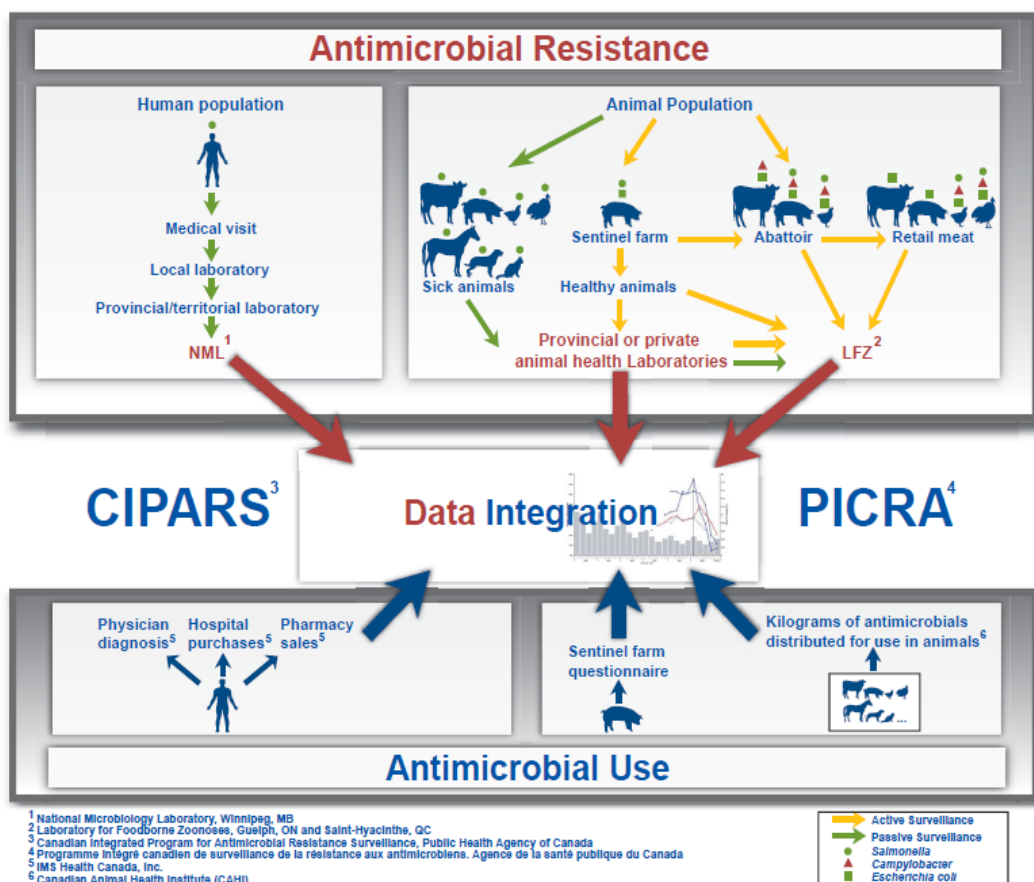 Antimicrobial Resistance
Human population
Medical visit
Local laboratory
Provincial/territorial laboratory
NML1
Animal Population
Sick animals
Sentinel farm
Abattoir
Retail meat
Healthy animals
Provincial or private
animal health Laboratories
LFZ2
CIPARS3
Data Integration
PICRA4
Physician
diagnosis5
Hospital
purchases5
Pharmacy
sales5
Sentinel farm
questionnaire
Kilograms of antimicrobials
distributed for use in animals6
...
Antimicrobial Use
1 National Microbiology Laboratory, Winnipeg, MB
2 Laboratory for Foodborne Zoonoses, Guelph, ON and Saint-Hyacinthe, QC
3 Canadian Integrated Program for Antimicrobial Resistance Surveillance, Public Health Agency of Canada
4 Programme intégré canadien de surveillance de la résistance aux antimicrobiens. Agence de la santé publique du Canada
5 IMS Health Canada, Inc.
6 Canadian Animal Health Institute (CAHI)
Active Surveillance
Passive Surveillance
Salmonella
Campylobacter
Escherichia coli